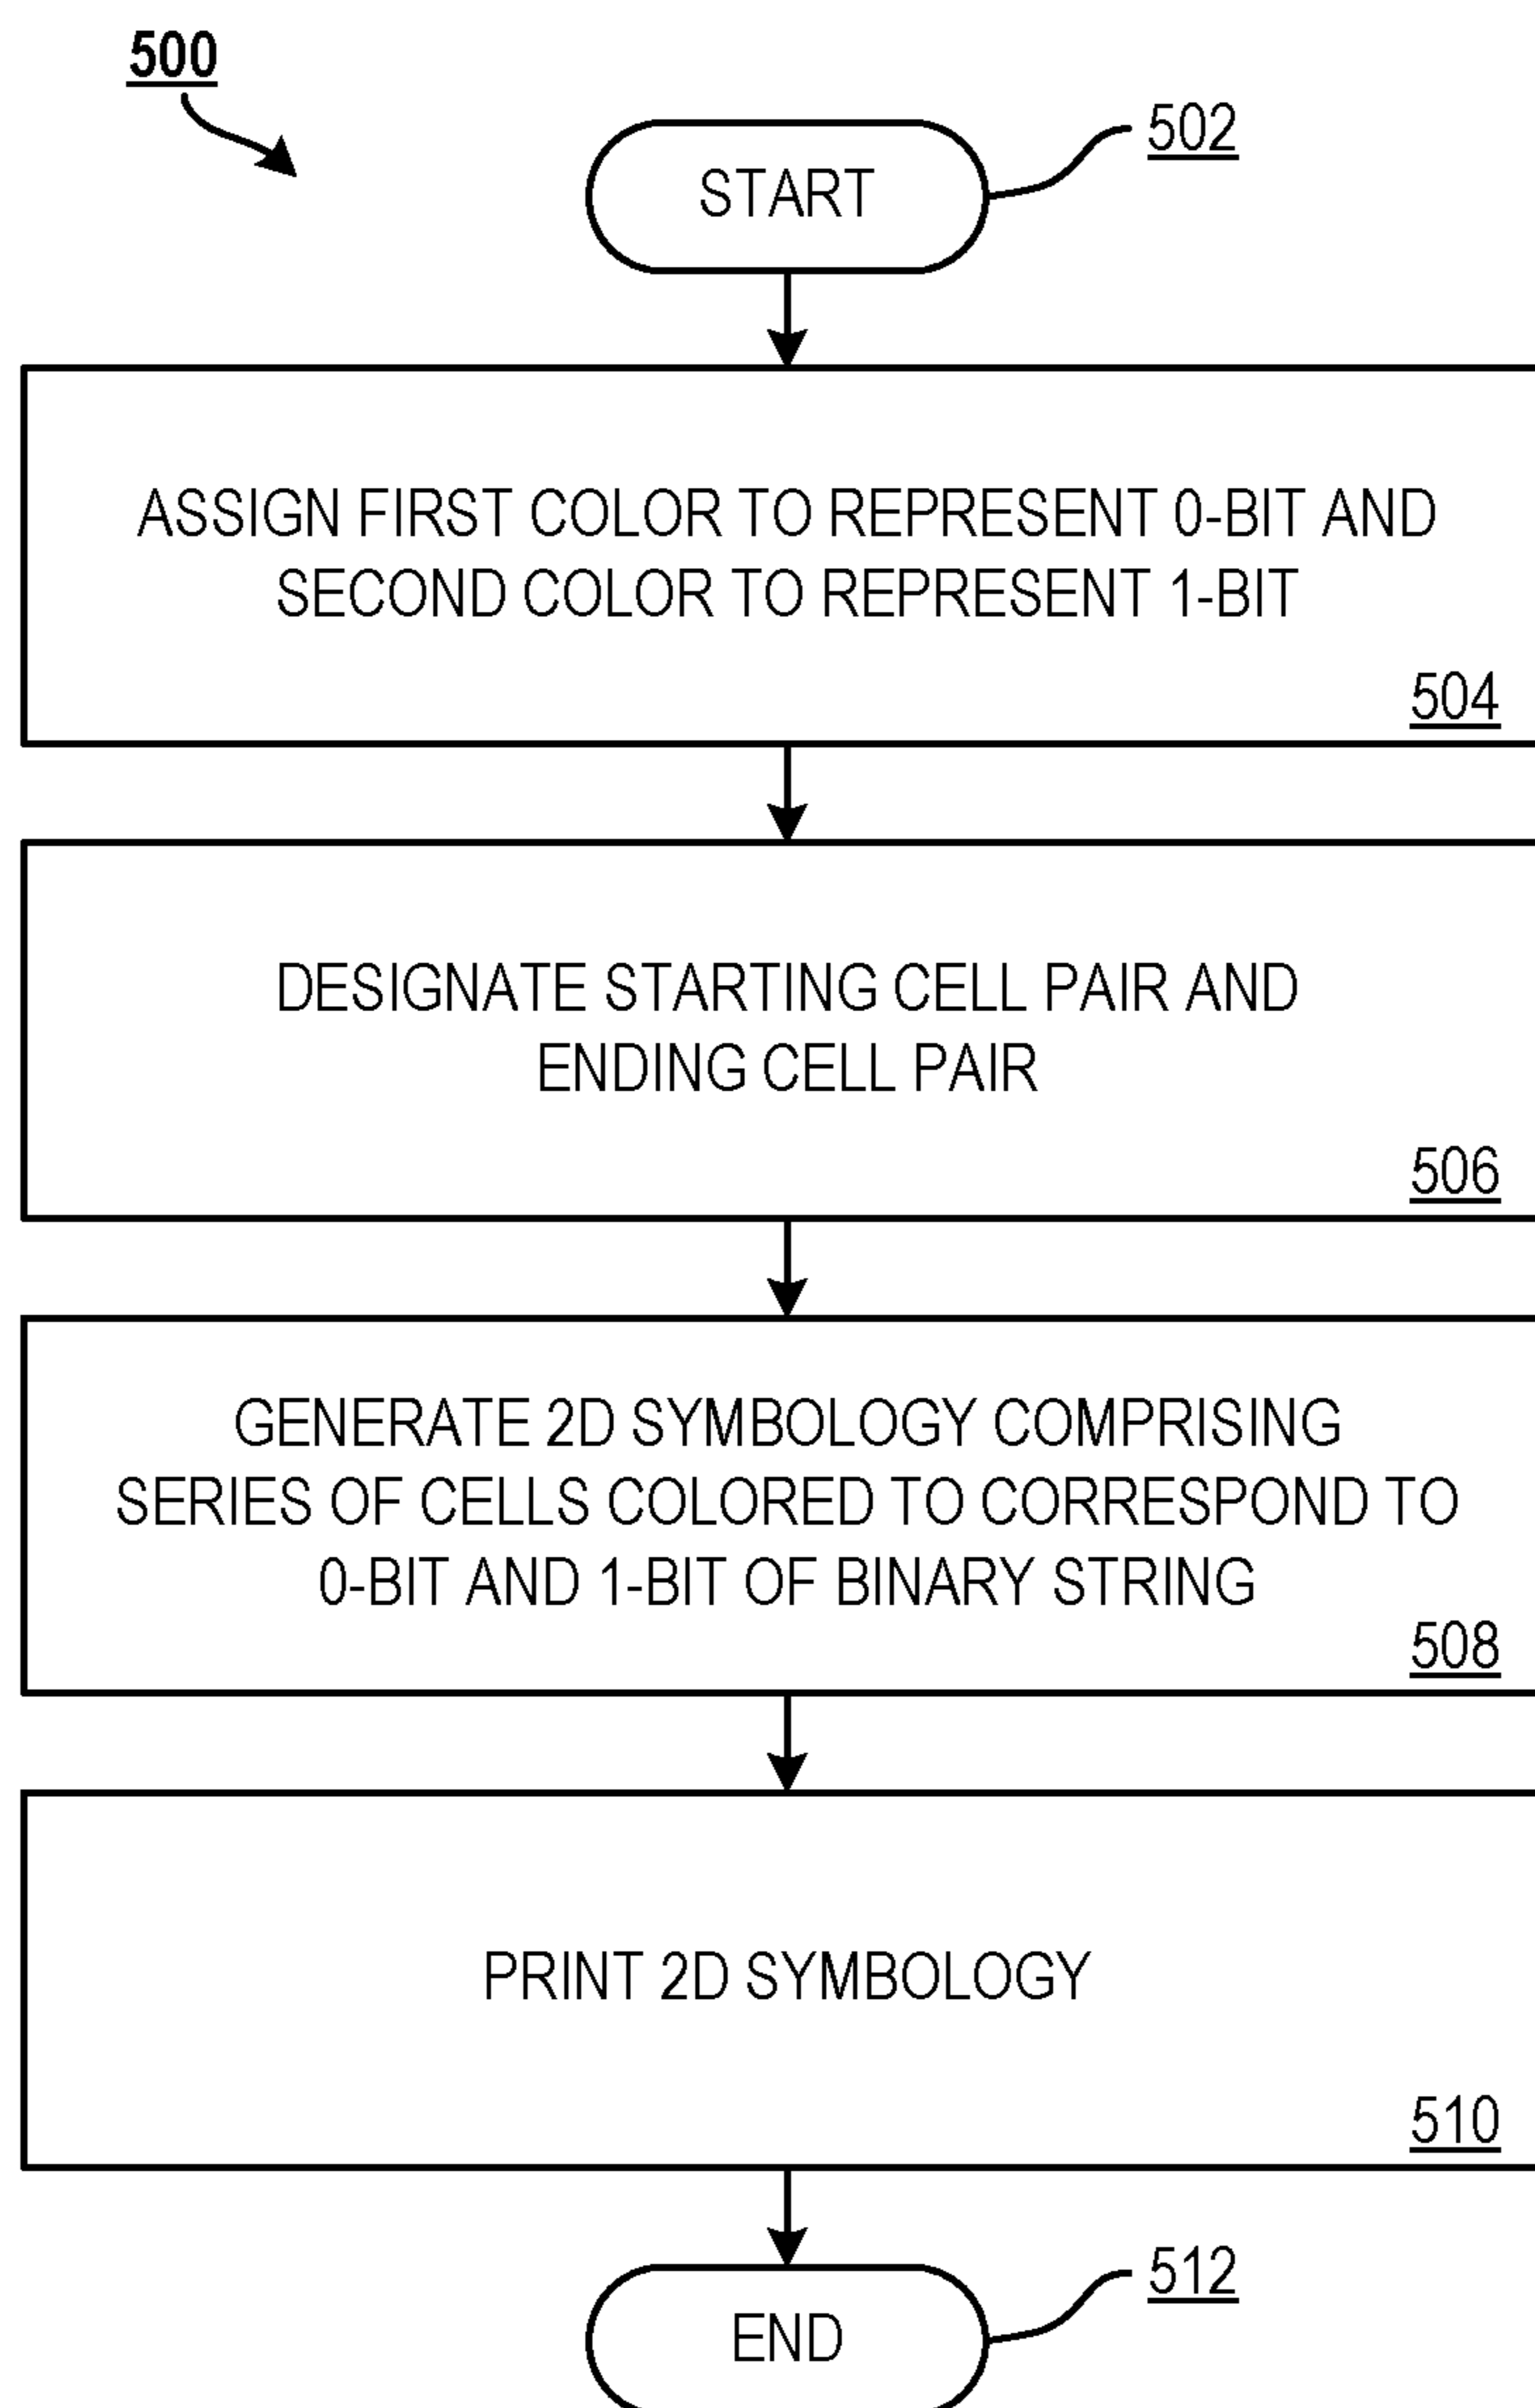 500
502
START
ASSIGN FIRST COLOR TO REPRESENT 0-BIT AND
SECOND COLOR TO REPRESENT 1-BIT
504
DESIGNATE STARTING CELL PAIR AND
ENDING CELL PAIR
506
GENERATE 2D SYMBOLOGY COMPRISING
SERIES OF CELLS COLORED TO CORRESPOND TO
0-BIT AND 1-BIT OF BINARY STRING
508
PRINT 2D SYMBOLOGY
510
512
END